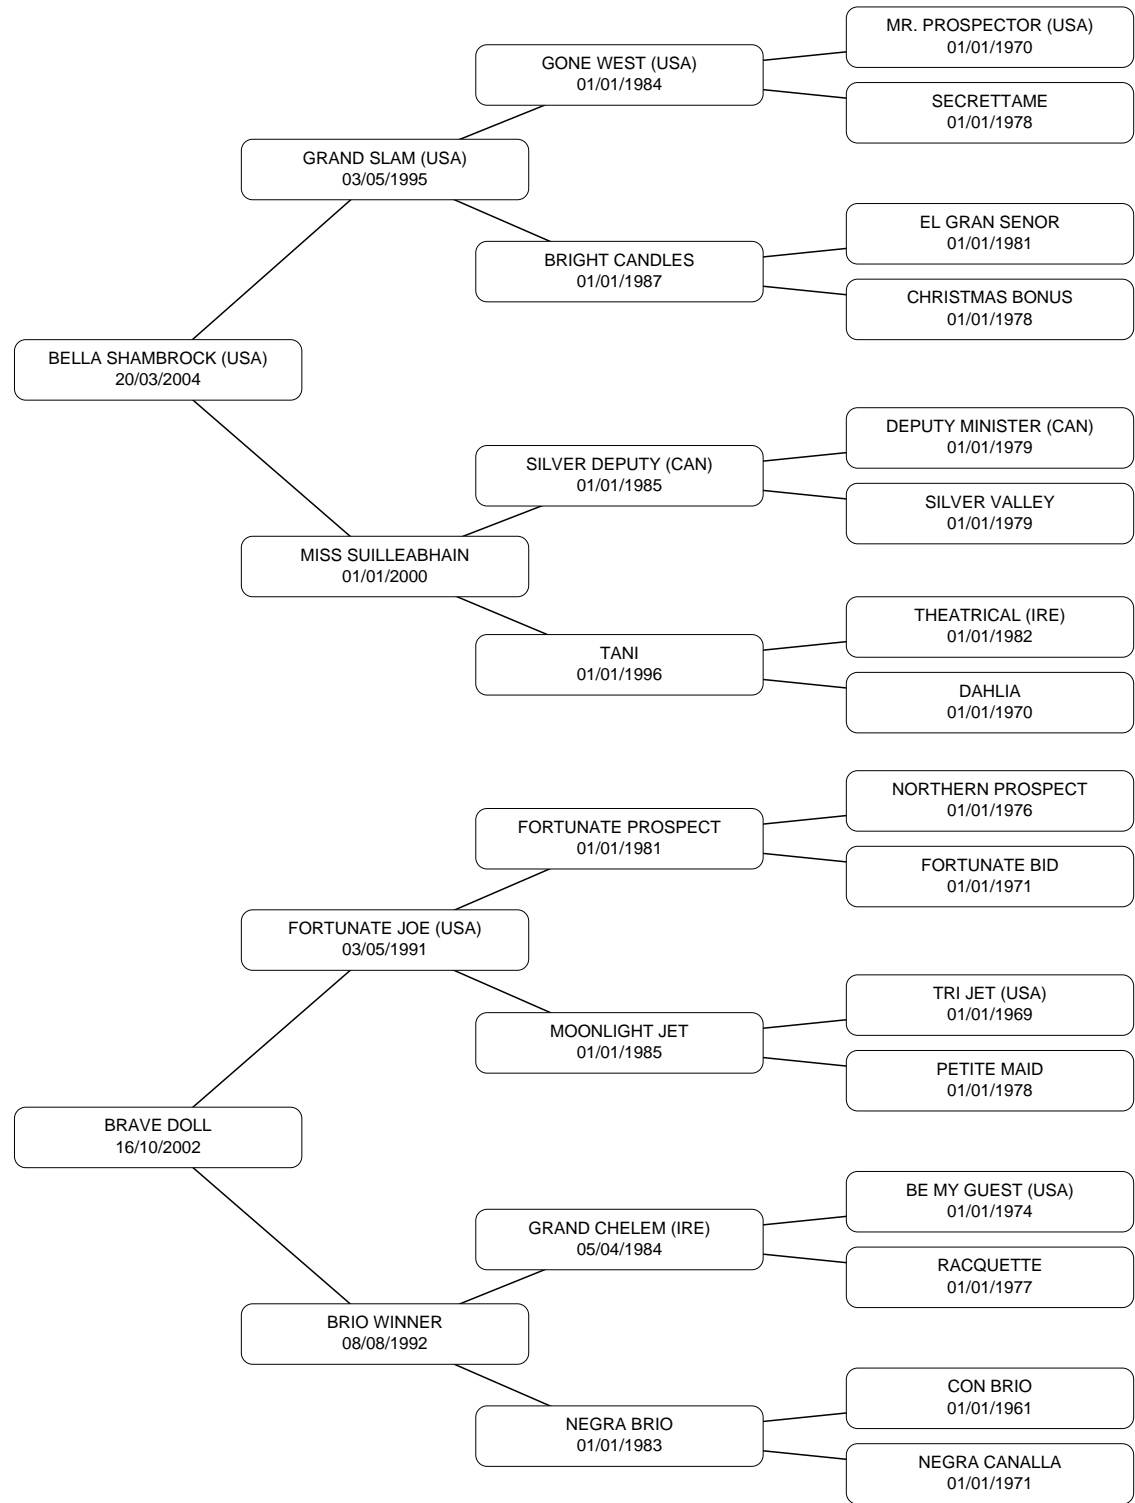 MR. PROSPECTOR (USA)
01/01/1970
GONE WEST (USA)
01/01/1984
SECRETTAME
01/01/1978
GRAND SLAM (USA)
03/05/1995
EL GRAN SENOR
01/01/1981
BRIGHT CANDLES
01/01/1987
CHRISTMAS BONUS
01/01/1978
BELLA SHAMBROCK (USA)
20/03/2004
DEPUTY MINISTER (CAN)
01/01/1979
SILVER DEPUTY (CAN)
01/01/1985
SILVER VALLEY
01/01/1979
MISS SUILLEABHAIN
01/01/2000
THEATRICAL (IRE)
01/01/1982
TANI
01/01/1996
DAHLIA
01/01/1970
NORTHERN PROSPECT
01/01/1976
FORTUNATE PROSPECT
01/01/1981
FORTUNATE BID
01/01/1971
FORTUNATE JOE (USA)
03/05/1991
TRI JET (USA)
01/01/1969
MOONLIGHT JET
01/01/1985
PETITE MAID
01/01/1978
BRAVE DOLL
16/10/2002
BE MY GUEST (USA)
01/01/1974
GRAND CHELEM (IRE)
05/04/1984
RACQUETTE
01/01/1977
BRIO WINNER
08/08/1992
CON BRIO
01/01/1961
NEGRA BRIO
01/01/1983
NEGRA CANALLA
01/01/1971